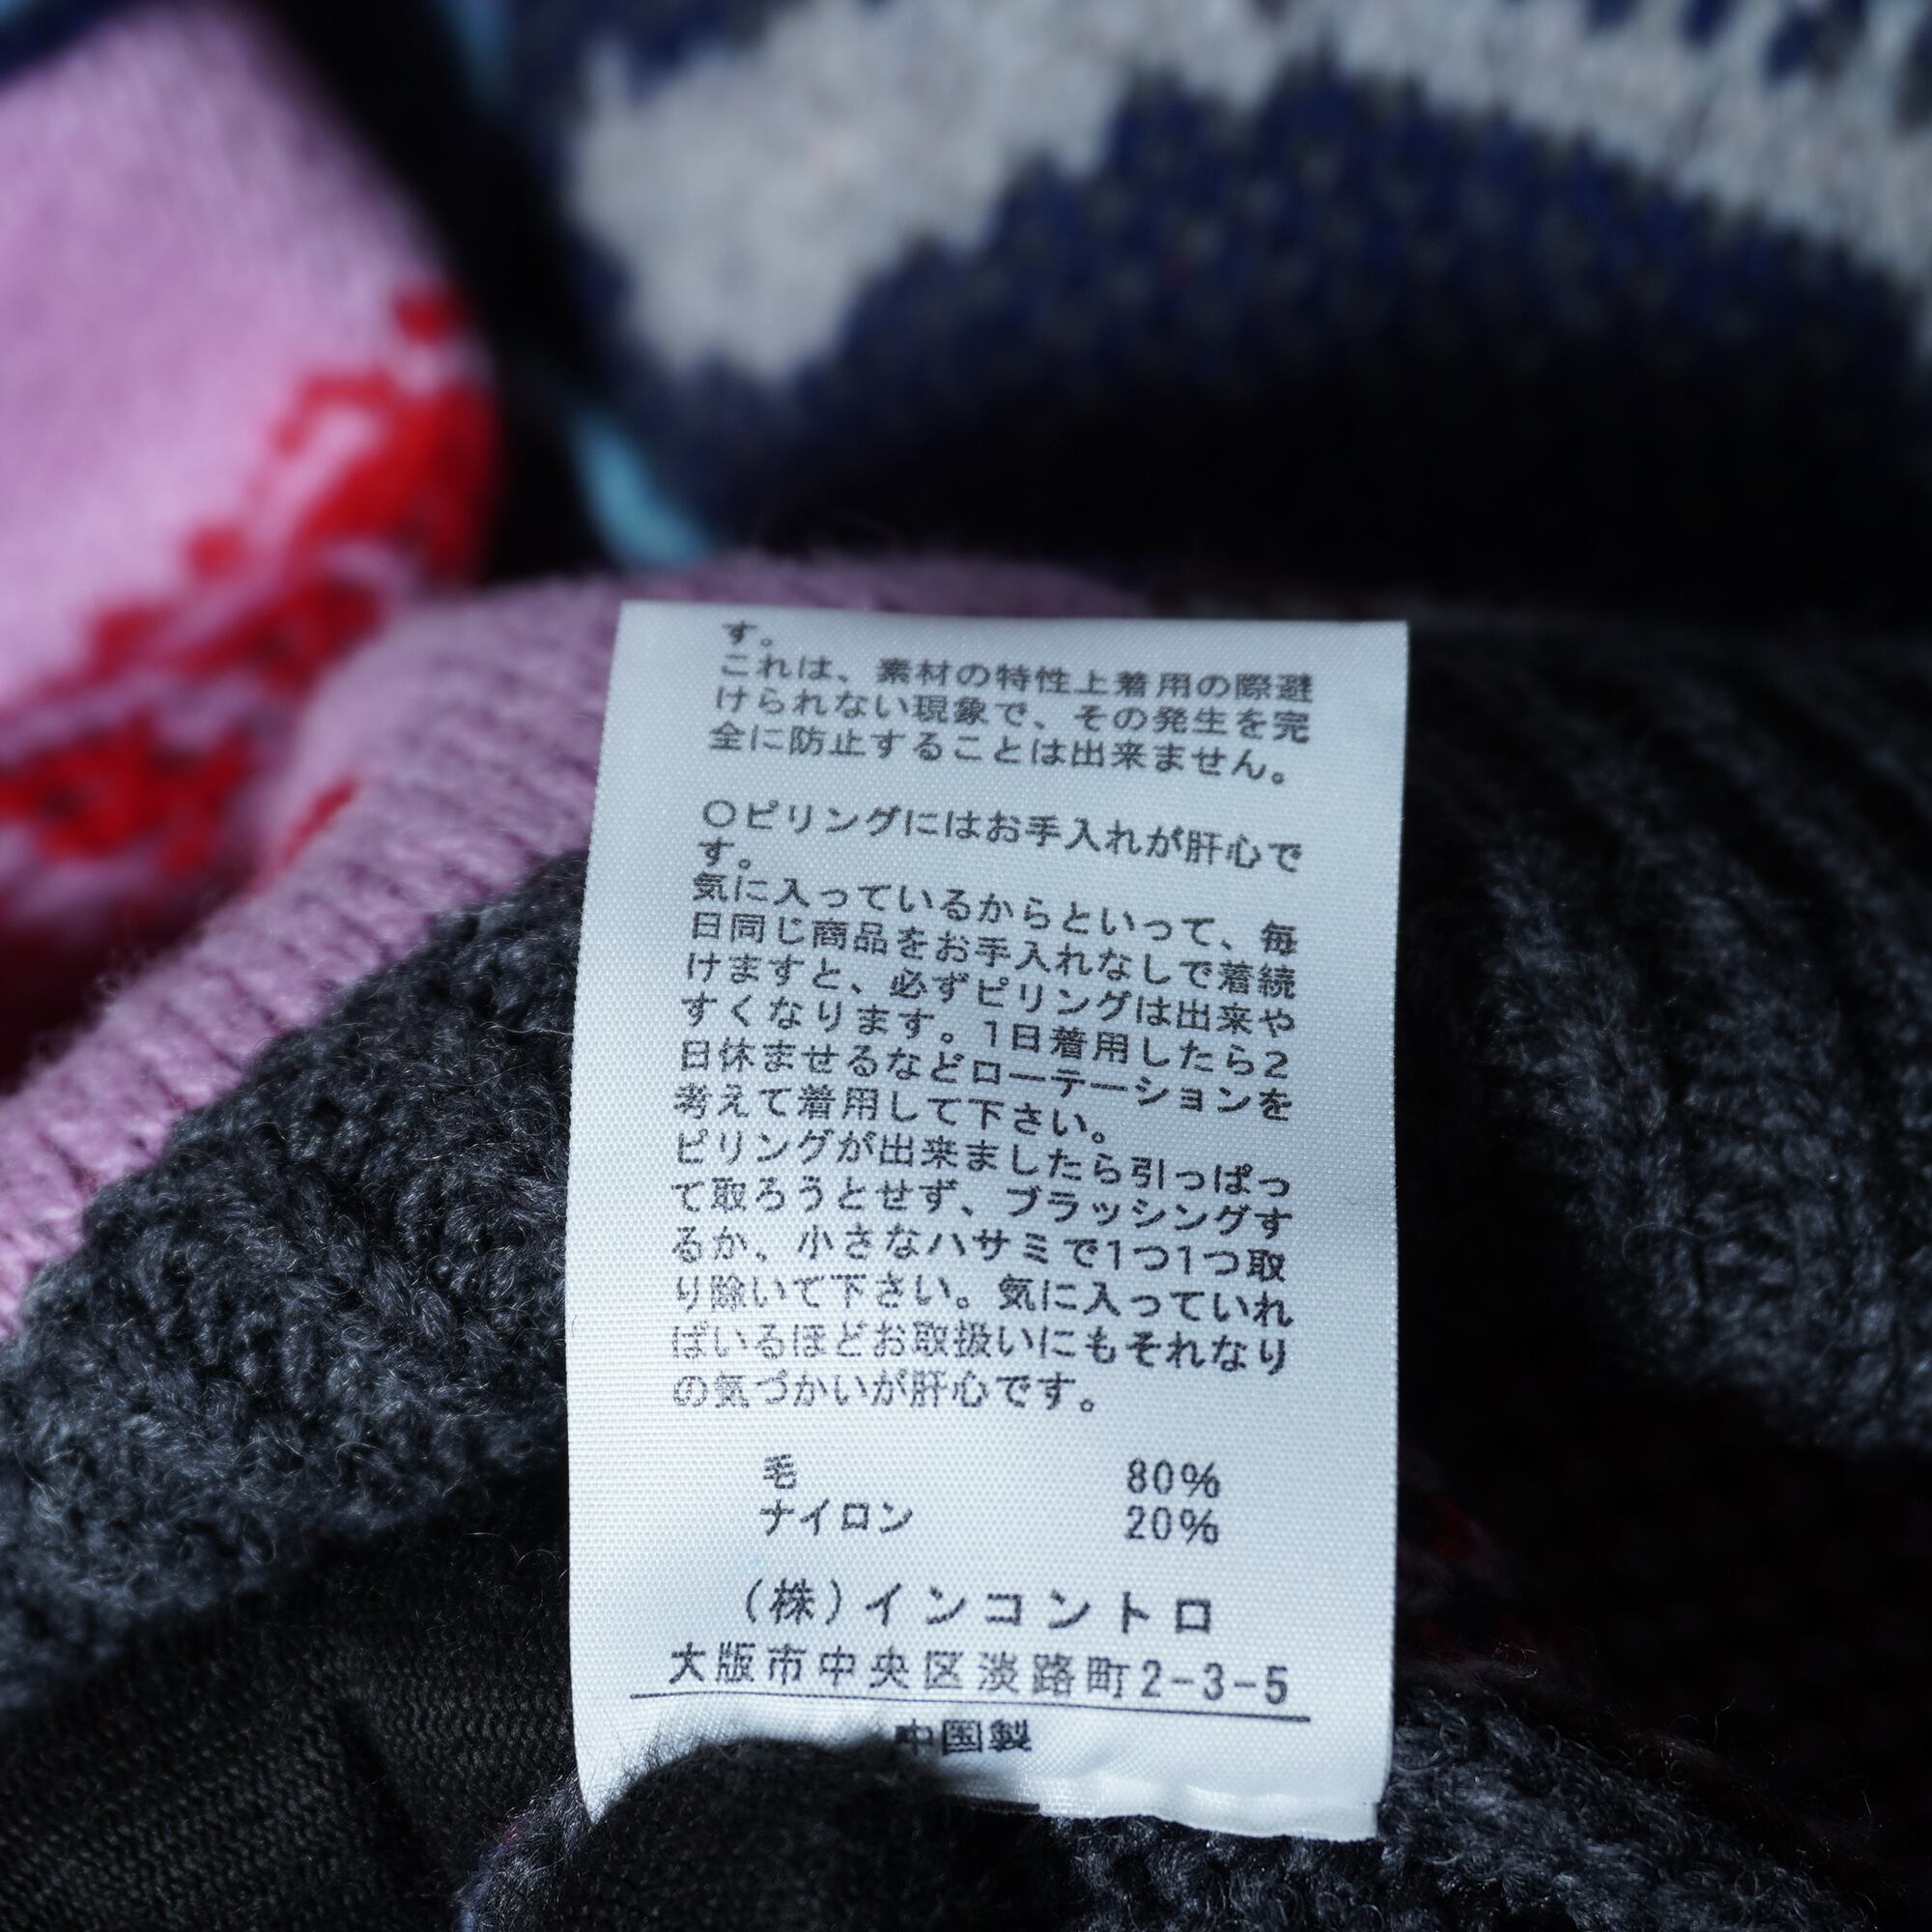 す。
これは、素材の特性上着用の際避
けられない現象で、その発生を完
全に防止することは出来ません。
○ピリングにはお手入れが肝心で
す。
気に入っているからといって、毎
日同じ商品をお手入れなしで着続
けますと、必ずピリングは出来や
すくなります。1日着用したら2
日休ませるなどローテーションを
考えて着用して下さい。
ピリングが出来ましたら引っぱっ
て取ろうとせず、ブラッシングす
るか、小さなハサミで1つ1つ取
り除いて下さい。気に入っていれ
ばいるほどお取扱いにもそれなり
の気づかいが肝心です。
毛 80%
ナイロン 20%
(株)インコントロ
大阪市中央区淡路町2-3-5
中国製